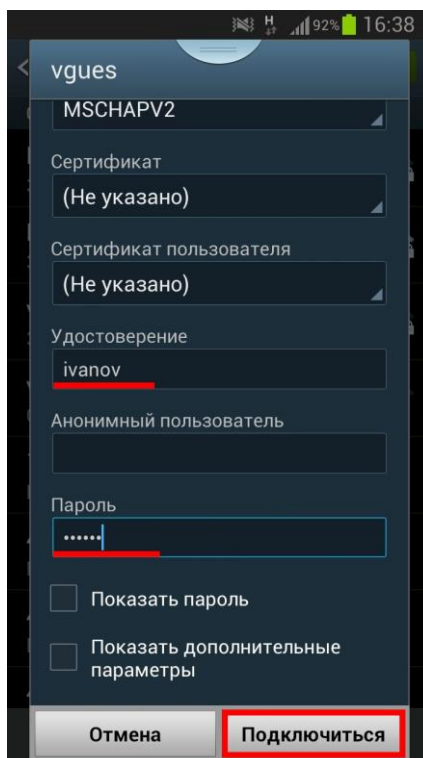 H 92% 16:38
vgues
MSCHAPV2
Сертификат
(Не указано)
Сертификат пользователя
(Не указано)
Удостоверение
ivanov
Анонимный пользователь
Пароль
••••••
Показать пароль
Показать дополнительные
параметры
Отмена Подключиться